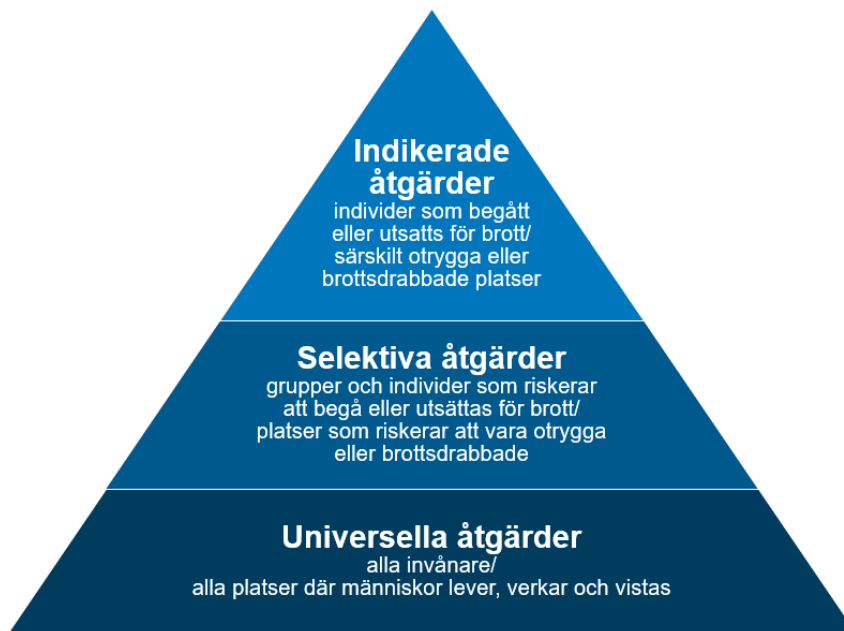 Indikerade
åtgärder
individer som begått
eller utsatts för brott/
särskilt otrygga eller
brottsdrabbade platser
Selektiva åtgärder
grupper och individer som riskerar
att begå eller utsättas för brott/
platser som riskerar att vara otrygga
eller brottsdrabbade
Universella åtgärder
alla invånare/
alla platser där människor lever, verkar och vistas